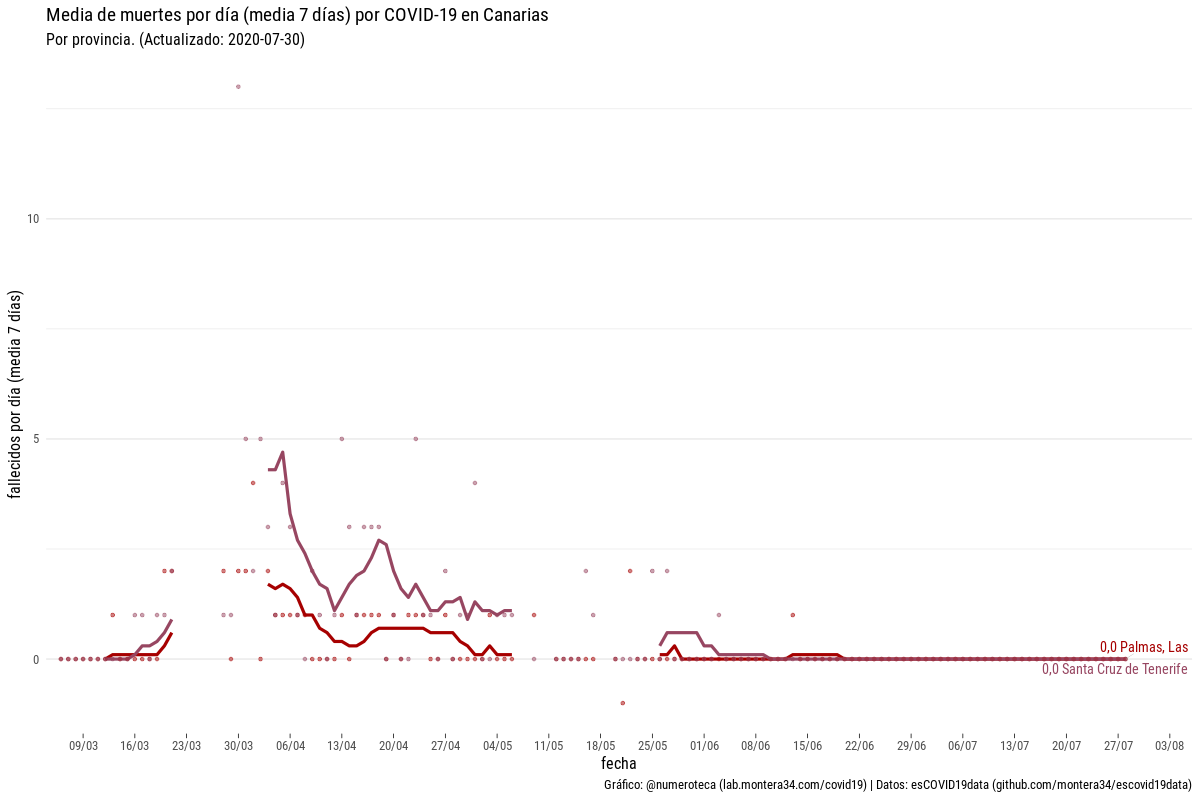 Media de muertes por día (media 7 días) por COVID-19 en Canarias
Por provincia. (Actualizado: 2020-07-30)
fallecidos por día (media 7 días)
10
5
0
0,0 Palmas, Las
0,0 Santa Cruz de Tenerife
09/03 16/03 23/03 30/03 06/04 13/04 20/04 27/04 04/05 11/05 18/05 25/05 01/06 08/06 15/06 22/06 29/06 06/07 13/07 20/07 27/07 03/08
fecha
Gráfico: @numeroteca (lab.montera34.com/covid19) | Datos: esCOVID19data (github.com/montera34/escovid19data)